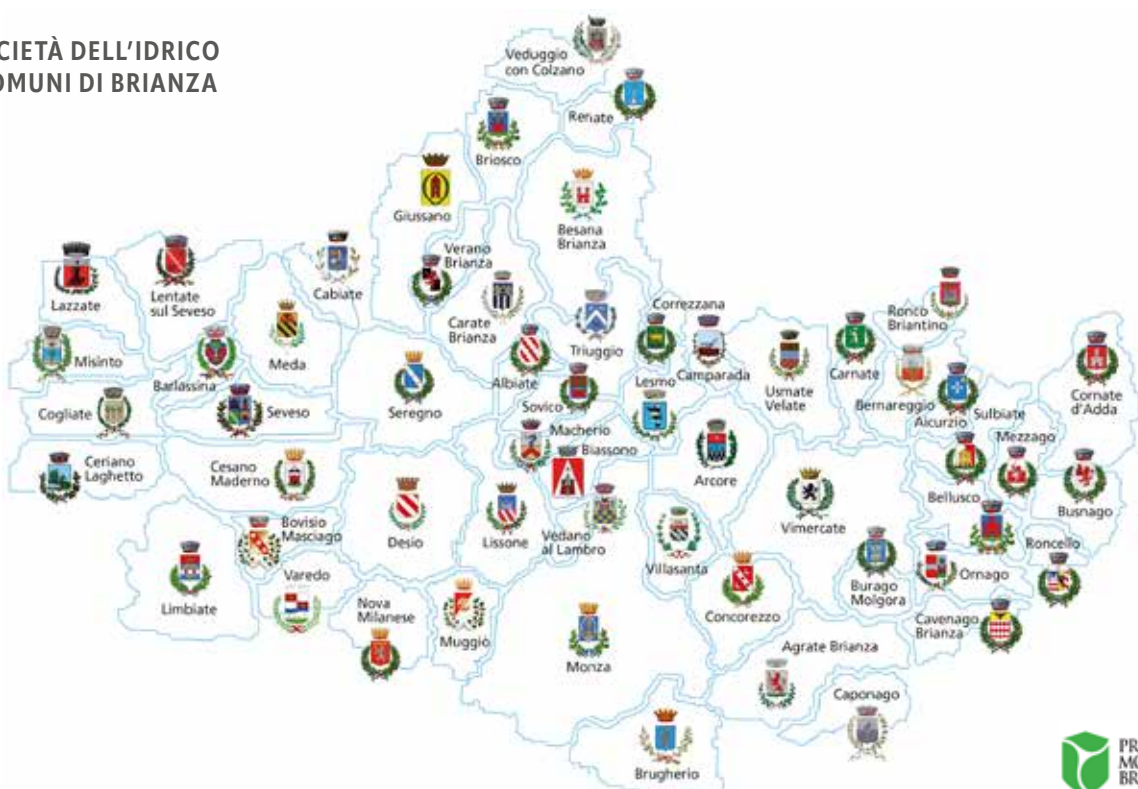 CIETÀ DELL'IDRICO
OMUNI DI BRIANZA
Veduggio
con Colzano
Renate
Briosco
Giussano
Besana
Brianza
Verano
Brianza
Cabiate
Lentate
sul Seveso
Lazzate
Carate
Brianza
Triuggio
Correzzana
Ronco
Briantino
Misinto
Barlassina
Meda
Albiate
Lesmo
Camparada
Usmate
Velate
Carnate
Bernareggio
Aicurzio
Sulbiate
Cornate
d'Adda
Cogliate
Seveso
Seregno
Sovico
Macherio
Biassono
Mezzago
Ceriano
Laghetto
Cesano
Maderno
Arcore
Bellusco
Busnago
Bovisio
Masciago
Desio
Lissone
Vedano
al Lambro
Vimercate
Roncello
Limbiate
Varedo
Villasanta
Burago
Molgora
Ornago
Nova
Milanese
Muggiò
Concorezzo
Cavenago
Brianza
Monza
Agrate Brianza
Caponago
Brugherio
PR
MO
BR